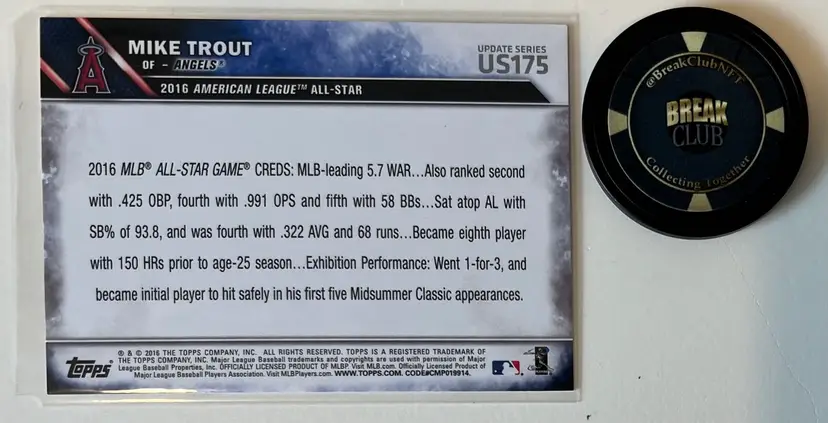 MIKE TROUT
OF - ANGELS®
UPDATE SERIES
US175
2016 AMERICAN LEAGUE™ ALL-STAR
2016 MLB® ALL-STAR GAME® CREDS: MLB-leading 5.7 WAR...Also ranked second
with .425 OBP, fourth with .991 OPS and fifth with 58 BBs...Sat atop AL with
SB% of 93.8, and was fourth with .322 AVG and 68 runs...Became eighth player
with 150 HRs prior to age-25 season...Exhibition Performance: Went 1-for-3, and
became initial player to hit safely in his first five Midsummer Classic appearances.
Topps®
® & © 2016 THE TOPPS COMPANY, INC. ALL RIGHTS RESERVED. TOPPS IS A REGISTERED TRADEMARK OF
THE TOPPS COMPANY, INC. Major League Baseball trademarks and copyrights are used with permission of Major
League Baseball Properties, Inc. OFFICIALLY LICENSED PRODUCT OF MLBP. Visit MLB.com. Officially Licensed Product of
Major League Baseball Players Association. Visit MLBPlayers.com. WWW.TOPPS.COM. CODE#CMP019914.
@BreakClubNFT
BREAK
CLUB
Collecting Together